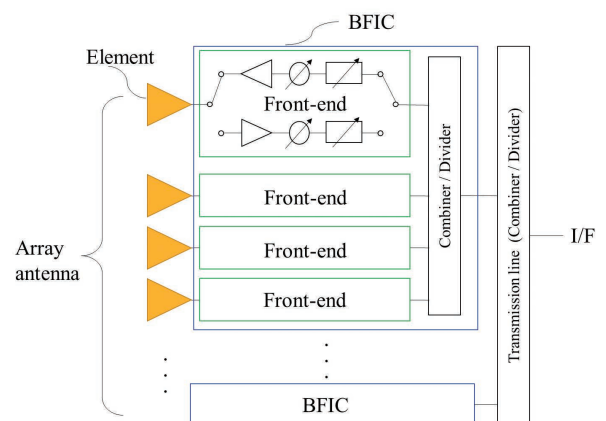 BFIC
Element
Front-end
Front-end
Front-end
Front-end
Combiner / Divider
Transmission line (Combiner / Divider)
I/F
Array
antenna
BFIC